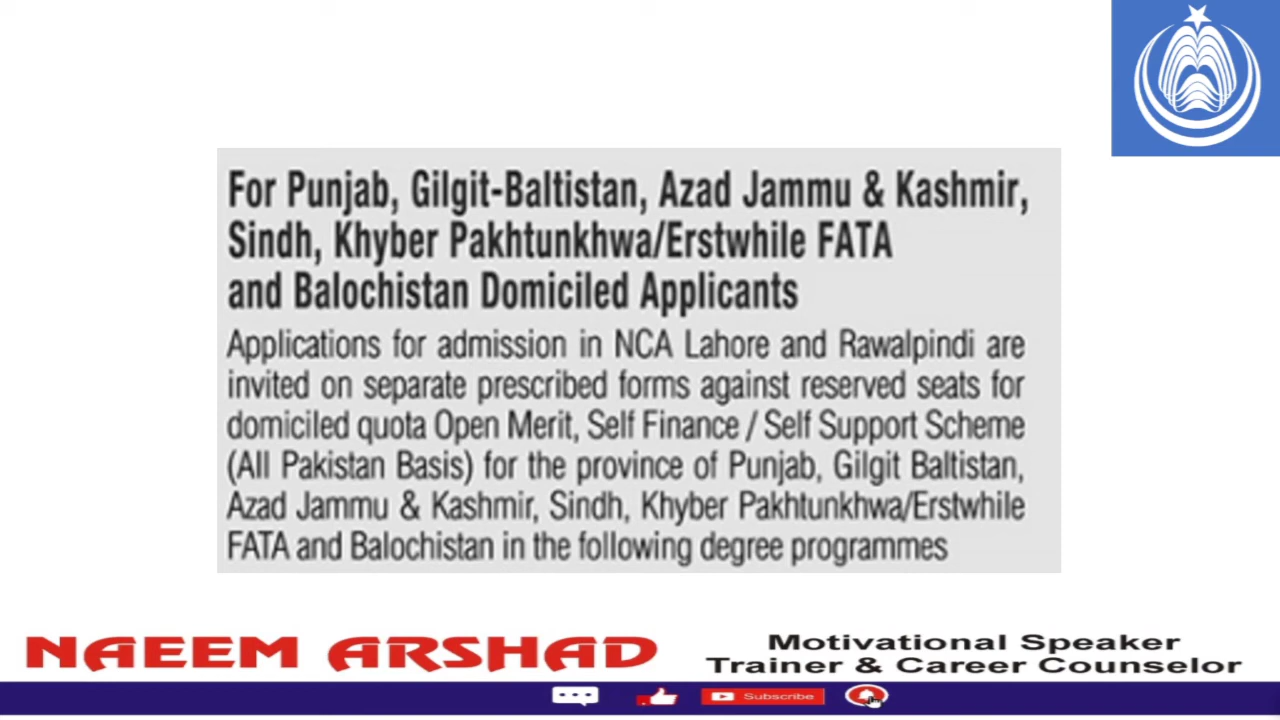 For Punjab, Gilgit-Baltistan, Azad Jammu & Kashmir,
Sindh, Khyber Pakhtunkhwa/Erstwhile FATA
and Balochistan Domiciled Applicants
Applications for admission in NCA Lahore and Rawalpindi are
invited on separate prescribed forms against reserved seats for
domiciled quota Open Merit, Self Finance / Self Support Scheme
(All Pakistan Basis) for the province of Punjab, Gilgit Baltistan,
Azad Jammu & Kashmir, Sindh, Khyber Pakhtunkhwa/Erstwhile
FATA and Balochistan in the following degree programmes
NAEEM ARSHAD
Motivational Speaker
Trainer & Career Counselor
Subscribe